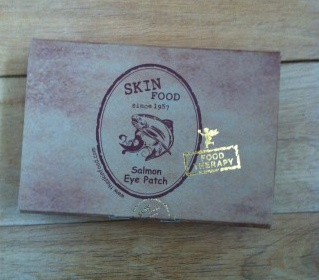 SKIN
FOOD
since 1957
Salmon
Eye Patch
FOOD
THERAPY